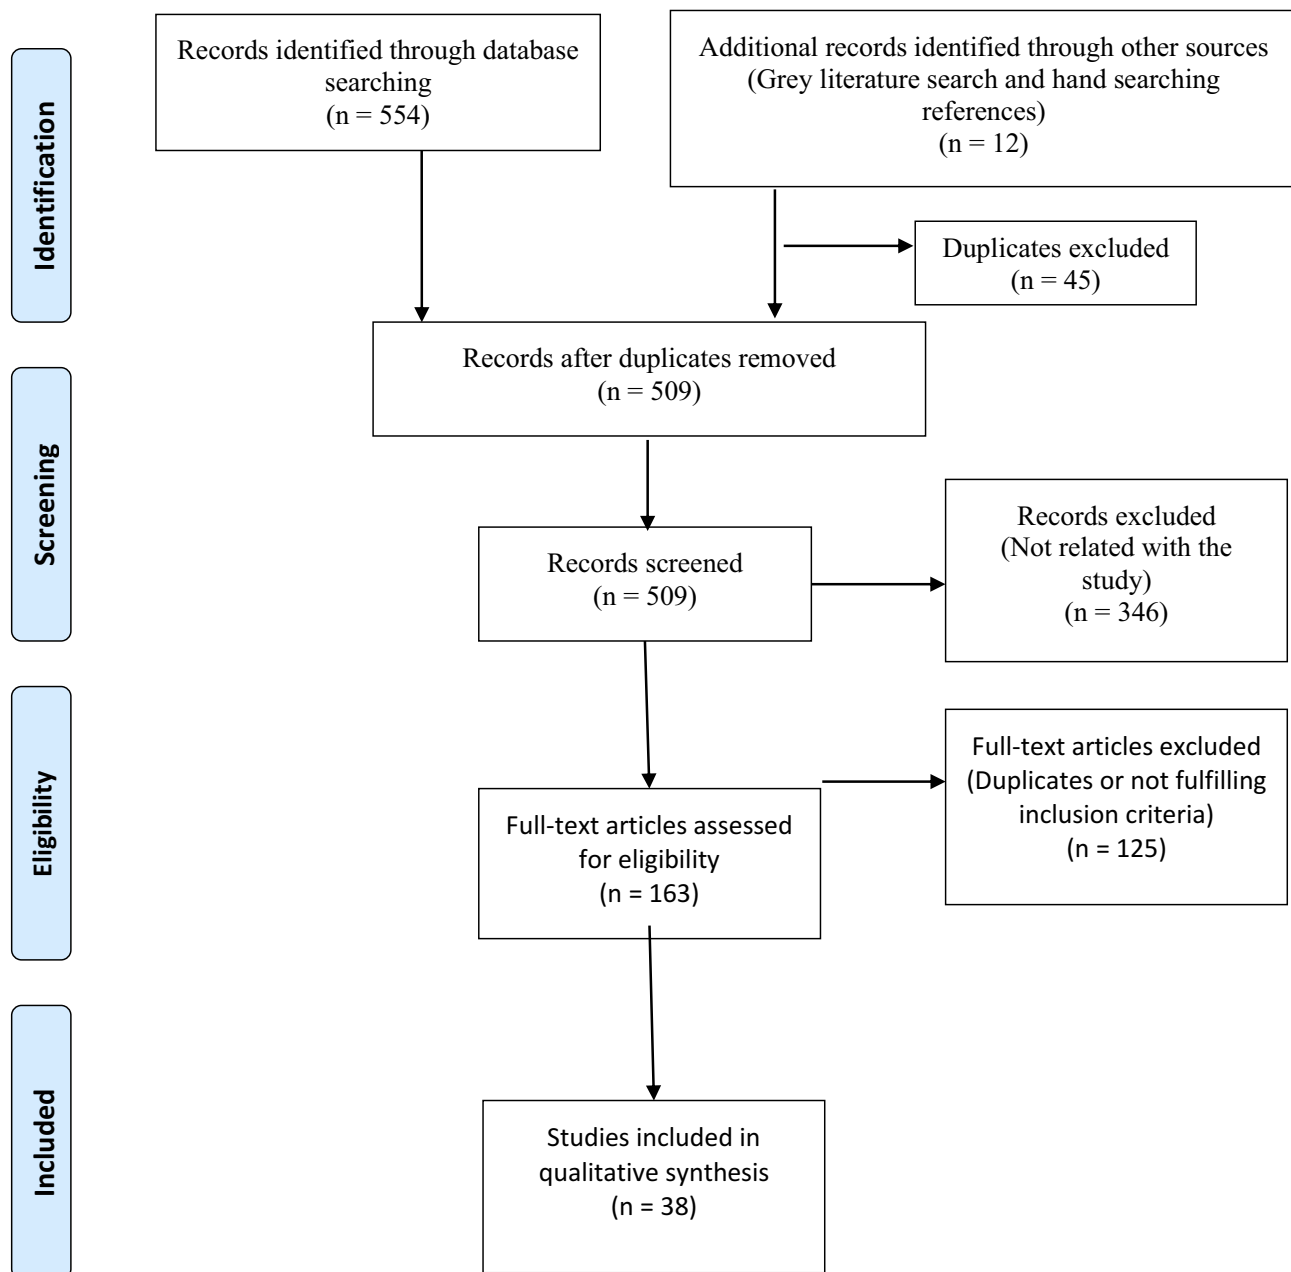 Identification
Records identified through database
searching
(n = 554)
Additional records identified through other sources
(Grey literature search and hand searching
references)
(n = 12)
Duplicates excluded
(n = 45)
Records after duplicates removed
(n = 509)
Screening
Records screened
(n = 509)
Records excluded
(Not related with the
study)
(n = 346)
Eligibility
Full-text articles assessed
for eligibility
(n = 163)
Full-text articles excluded
(Duplicates or not fulfilling
inclusion criteria)
(n = 125)
Included
Studies included in
qualitative synthesis
(n = 38)